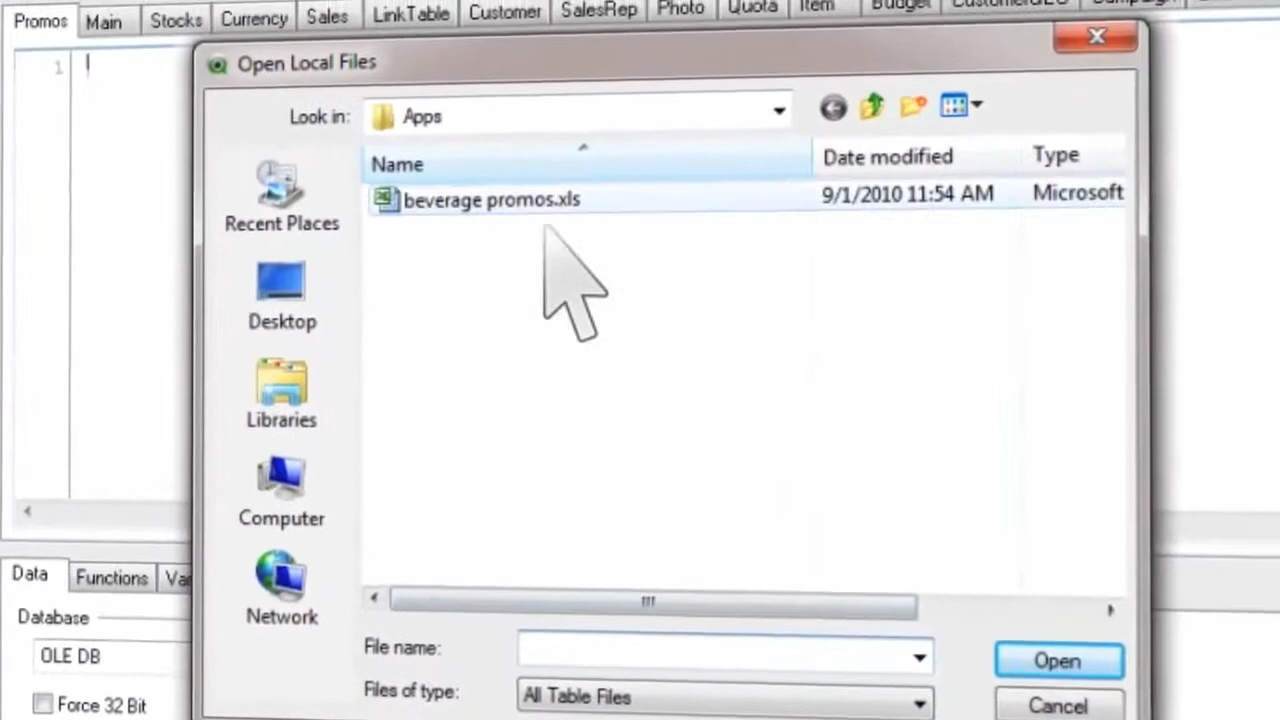 Promos Main Stocks Currency Sales LinkTable Customer SalesRep Photo Quota Item Budget
1
Open Local Files
Look in: Apps
Name Date modified Type
beverage promos.xls 9/1/2010 11:54 AM Microsoft
Recent Places
Desktop
Libraries
Computer
Network
File name: Open
Files of type: All Table Files Cancel
Data Functions
Database
OLE DB
Force 32 Bit